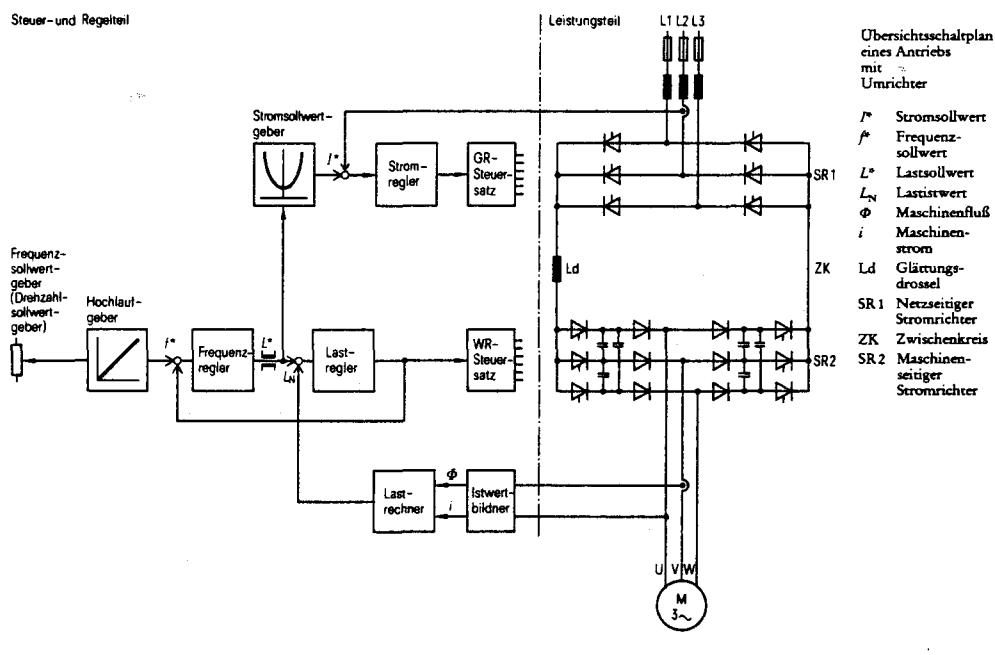 Steuer-und Regelteil
Leistungsteil
L1 L2 L3
Übersichtsschaltplan
eines Antriebs
mit
Umrichter
I* Stromsollwert
f* Frequenz-
sollwert
L* Lastsollwert
L_N Lastistwert
Φ Maschinenfluß
i Maschinen-
strom
Ld Glättungs-
drossel
SR1 Netzseitiger
Stromrichter
ZK Zwischenkreis
SR2 Maschinen-
seitiger
Stromrichter
Stromsollwert-
geber
I*
Strom-
regler
GR-
Steuer-
satz
SR1
Ld
ZK
Frequenz-
sollwert-
geber
(Drehzahl-
sollwert-
geber)
Hochlauf-
geber
f*
Frequenz-
regler
L*
L_N
Last-
regler
WR-
Steuer-
satz
SR2
Last-
rechner
Φ
i
Istwert-
bildner
U V W
M
3~